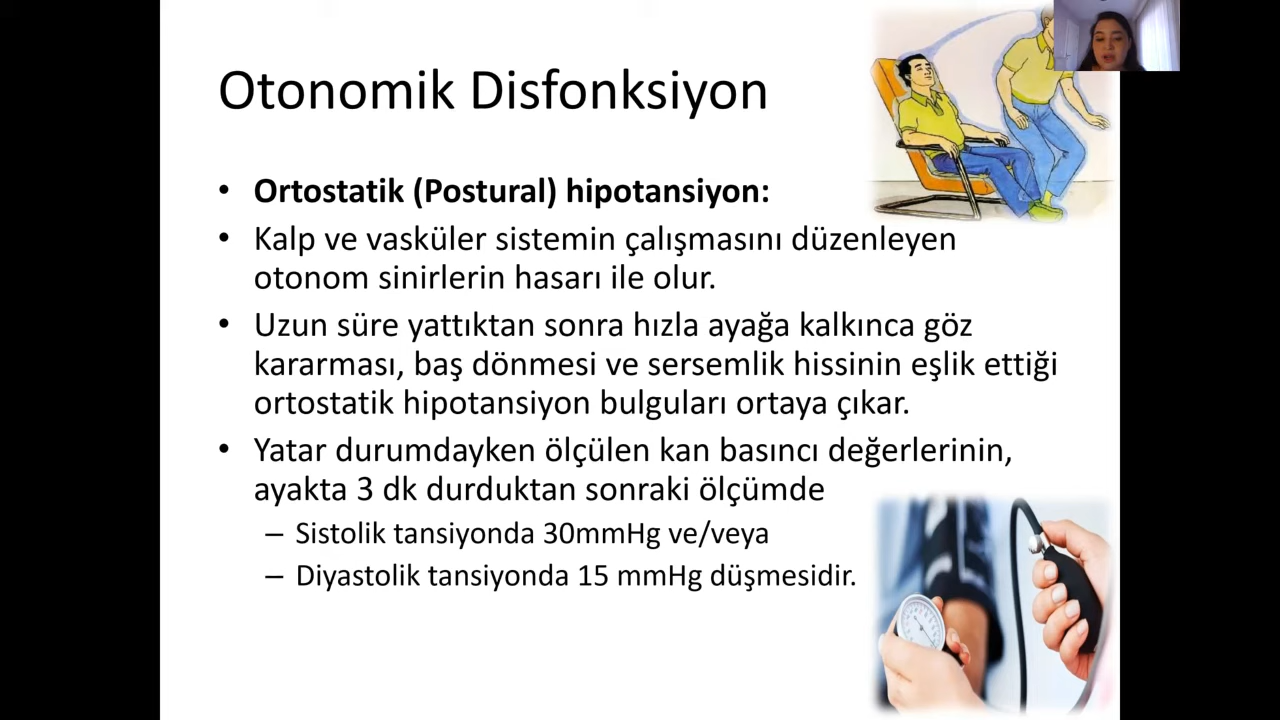 Otonomik Disfonksiyon
• Ortostatik (Postural) hipotansiyon:
• Kalp ve vasküler sistemin çalışmasını düzenleyen
otonom sinirlerin hasarı ile olur.
• Uzun süre yattıktan sonra hızla ayağa kalkınca göz
kararması, baş dönmesi ve sersemlik hissinin eşlik ettiği
ortostatik hipotansiyon bulguları ortaya çıkar.
• Yatar durumdayken ölçülen kan basıncı değerlerinin,
ayakta 3 dk durduktan sonraki ölçümde
– Sistolik tansiyonda 30mmHg ve/veya
– Diyastolik tansiyonda 15 mmHg düşmesidir.